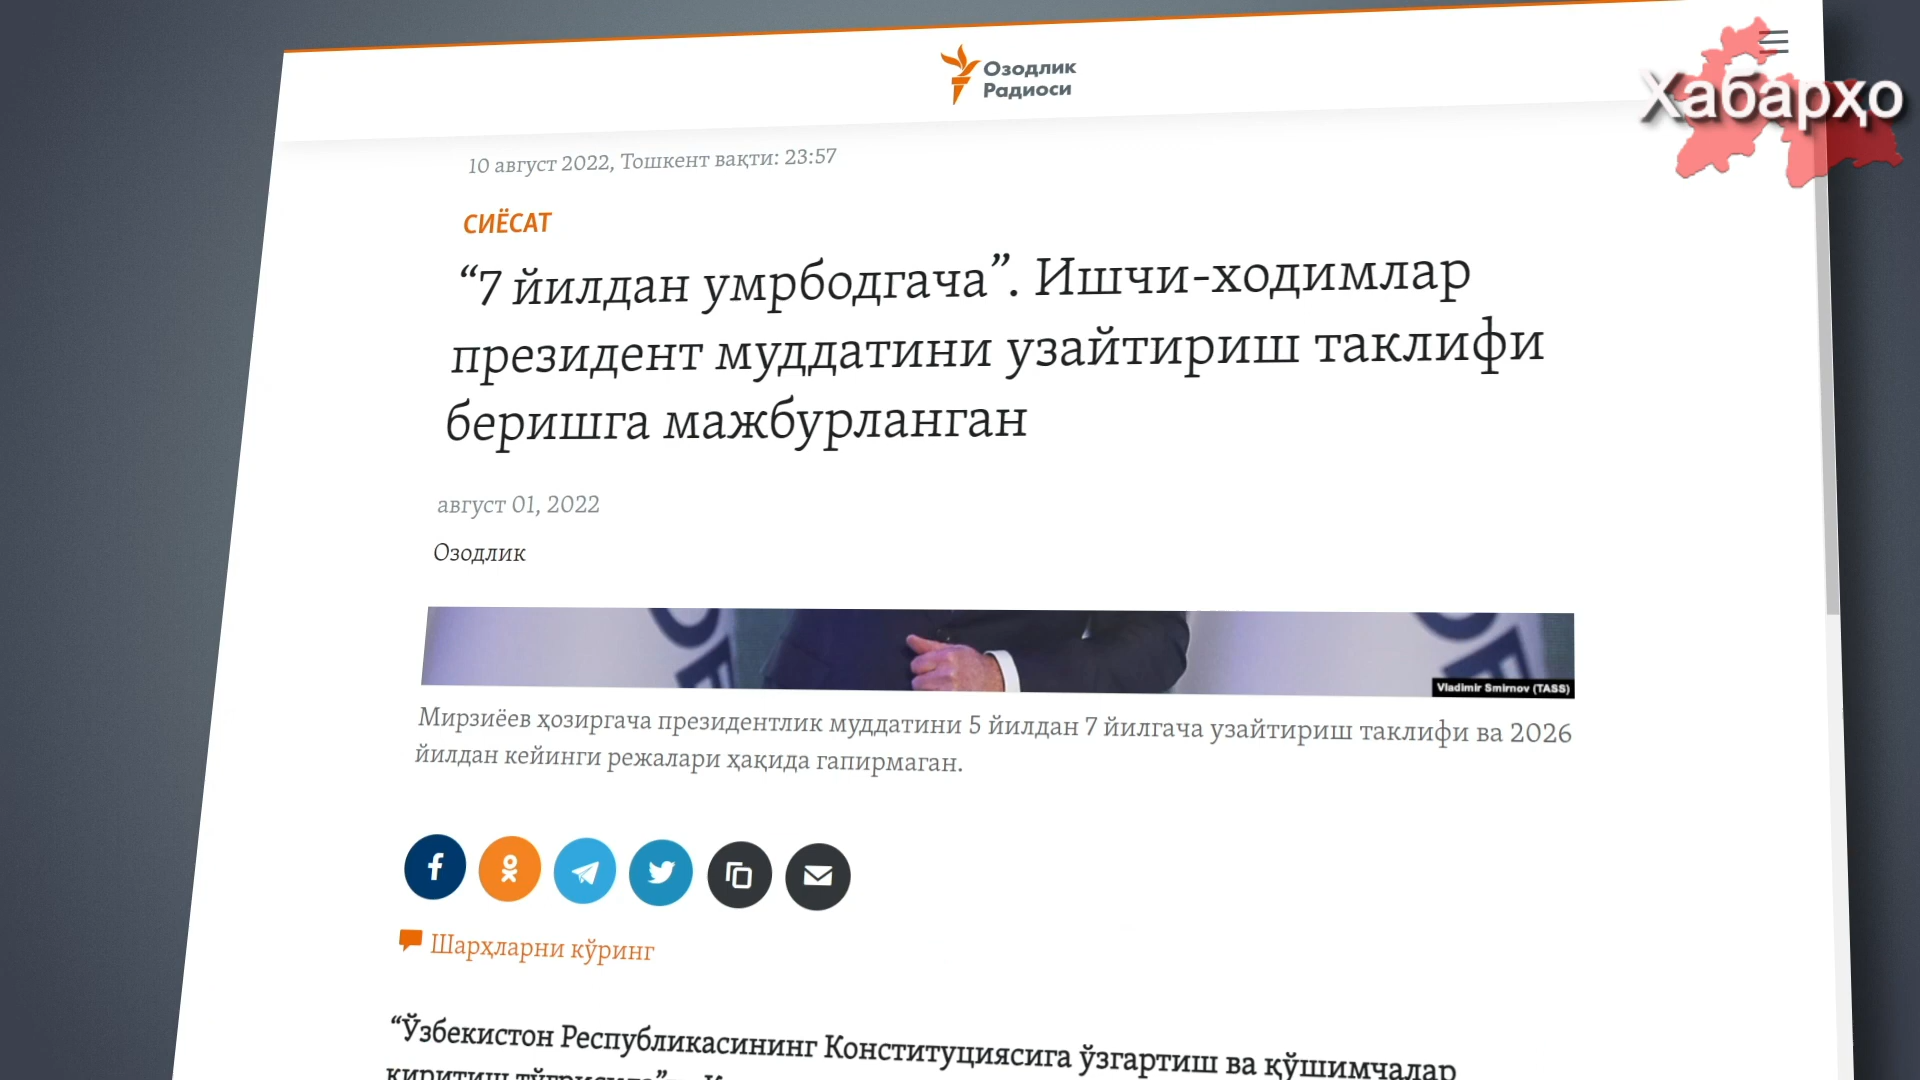 Озодлик
Радиоси
Хабарҳо
10 август 2022, Тошкент вақти: 23:57
СИЁСАТ
“7 йилдан умрбодгача”. Ишчи-ходимлар
президент муддатини узайтириш таклифи
беришга мажбурланган
август 01, 2022
Озодлик
Vladimir Smirnov (TASS)
Мирзиёев ҳозиргача президентлик муддатини 5 йилдан 7 йилгача узайтириш таклифи ва 2026
йилдан кейинги режалари ҳақида гапирмаган.
Шарҳларни кўринг
“Ўзбекистон Республикасининг Конституциясига ўзгартиш ва қўшимчалар
киритиш тўғрисида”